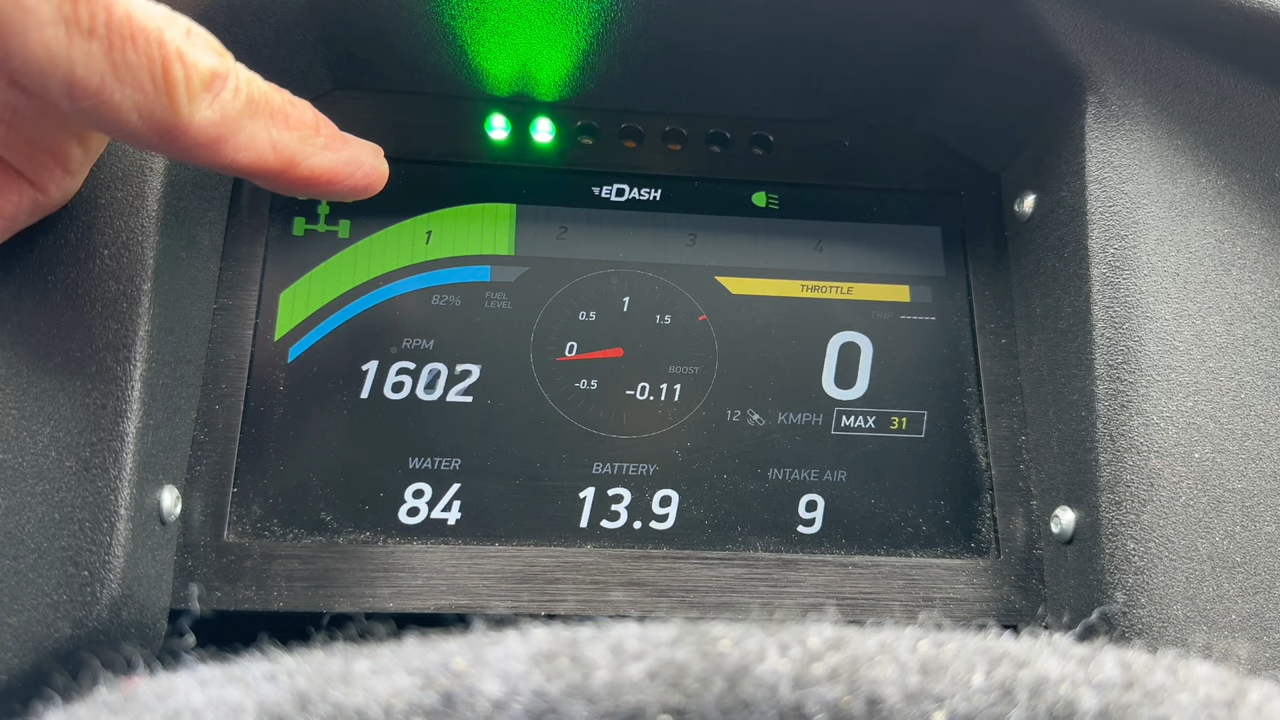 EDASH
1 2 3 4
82% FUEL LEVEL
THROTTLE
TRIP ------
RPM
1602
0.5 1 1.5
0
-0.5
BOOST
-0.11
0
12 KMPH MAX 31
WATER
84
BATTERY
13.9
INTAKE AIR
9